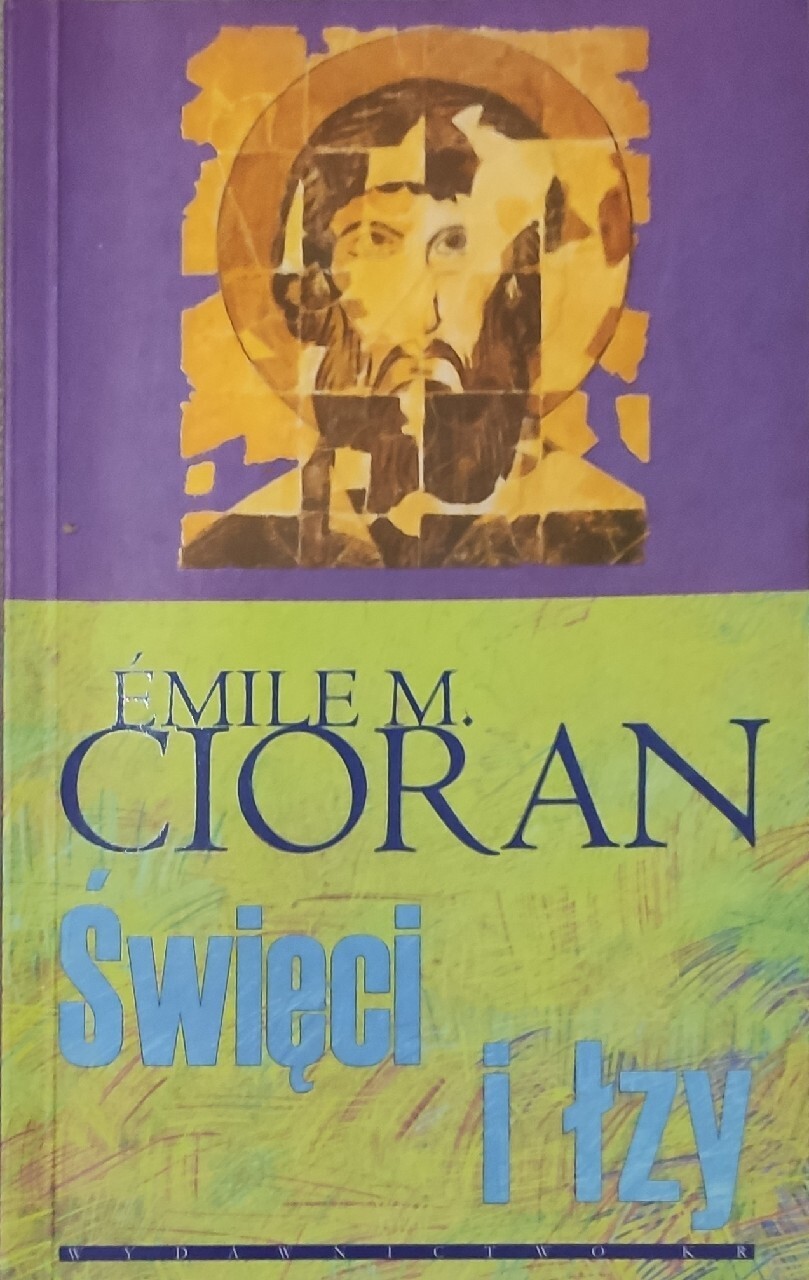 ÉMILE M.
CIORAN
Święci
i łzy
WYDAWNICTWO KR